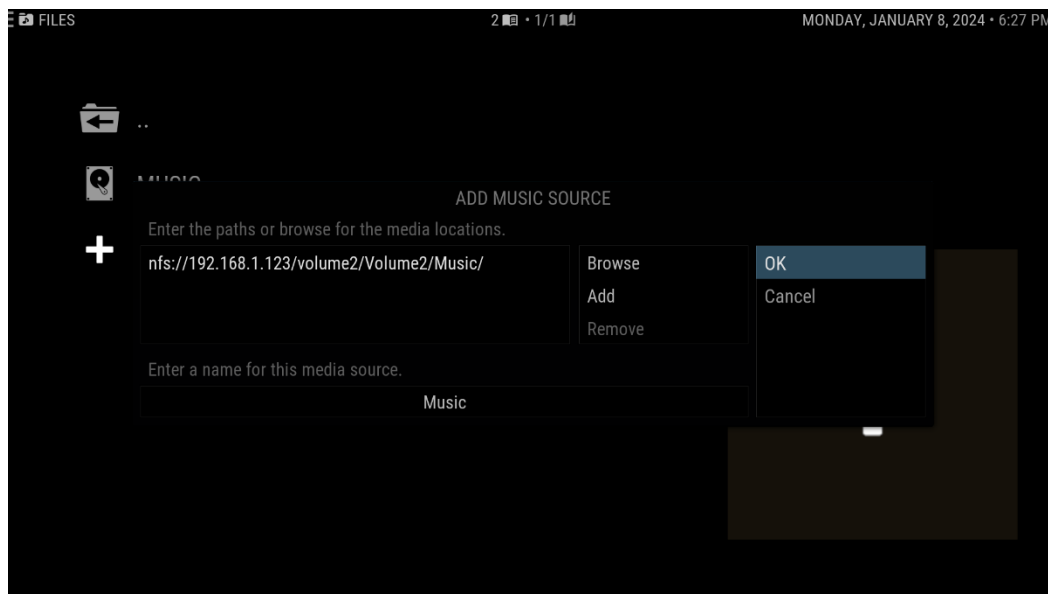 FILES
2 • 1/1
MONDAY, JANUARY 8, 2024 • 6:27 PM
..
MUSIC
ADD MUSIC SOURCE
Enter the paths or browse for the media locations.
nfs://192.168.1.123/volume2/Volume2/Music/
Browse
Add
Remove
OK
Cancel
Enter a name for this media source.
Music